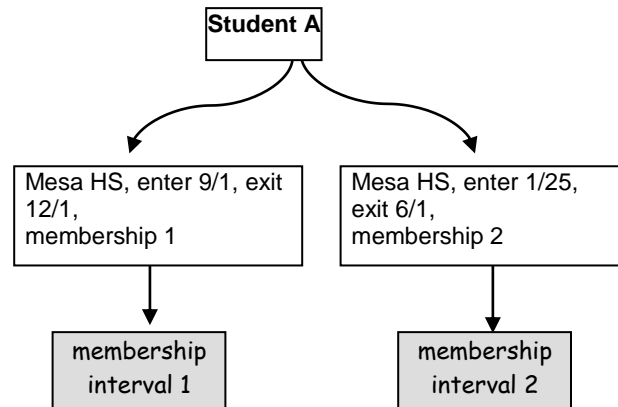 Student A
Mesa HS, enter 9/1, exit
12/1,
membership 1
Mesa HS, enter 1/25,
exit 6/1,
membership 2
membership
interval 1
membership
interval 2